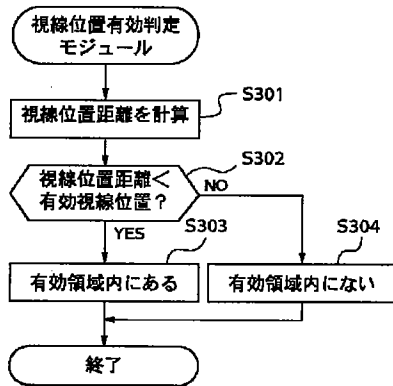 視線位置有効判定
モジュール
視線位置距離を計算
S301
視線位置距離<
有効視線位置?
S302
NO
YES
S303
有効領域内にある
S304
有効領域内にない
終了